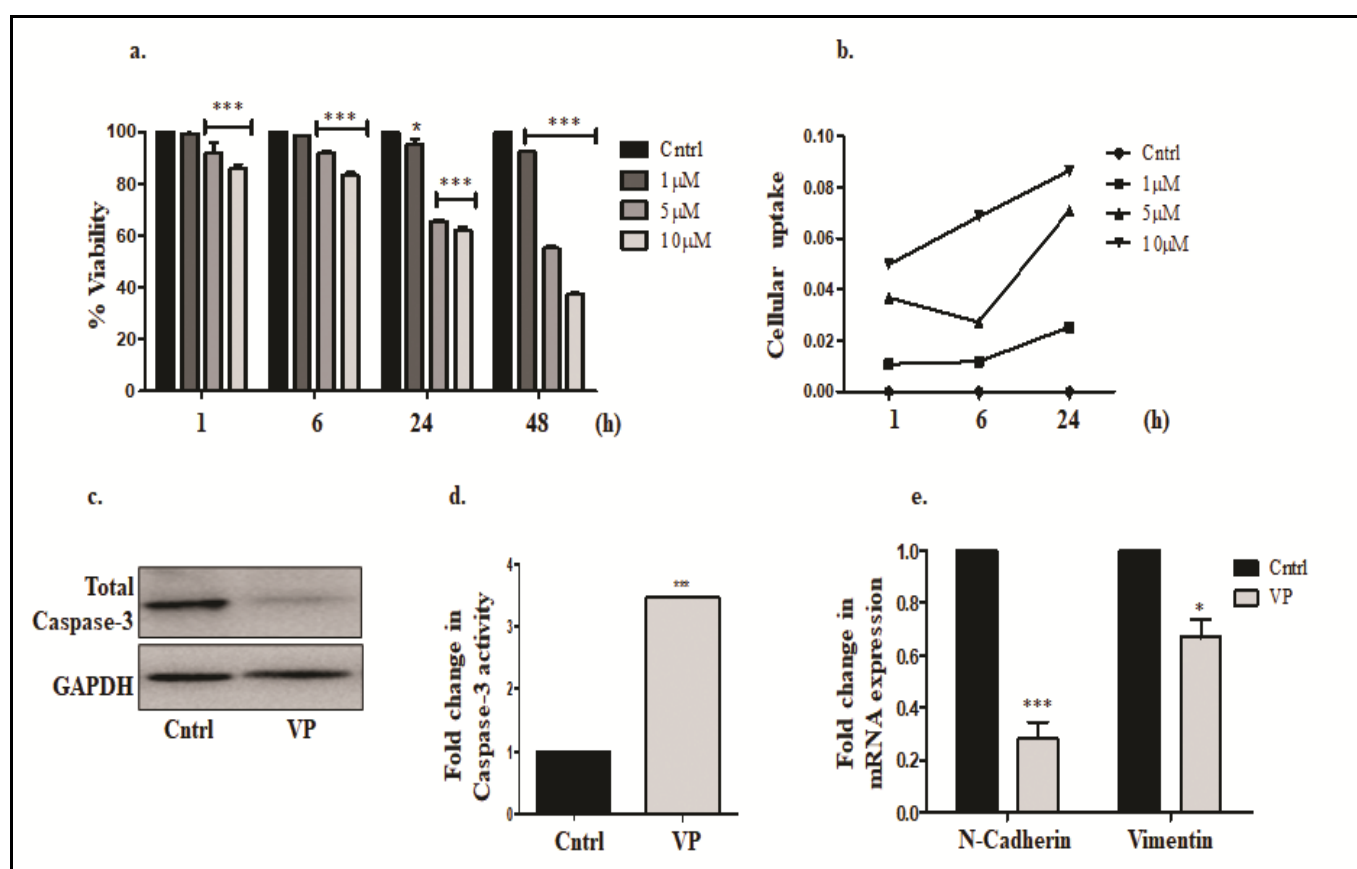 a.
***
***
*
***
***
100
80
60
40
20
0
% Viability
1 6 24 48 (h)
Cntrl
1μM
5μM
10μM
b.
0.10
0.08
0.06
0.04
0.02
0.00
Cellular uptake
1 6 24 (h)
Cntrl
1μM
5μM
10μM
c.
Total
Caspase-3
GAPDH
Cntrl VP
d.
Fold change in
Caspase-3 activity
4
3
2
1
0
***
Cntrl VP
e.
Fold change in
mRNA expression
1.0
0.8
0.6
0.4
0.2
0.0
***
*
N-Cadherin Vimentin
Cntrl
VP